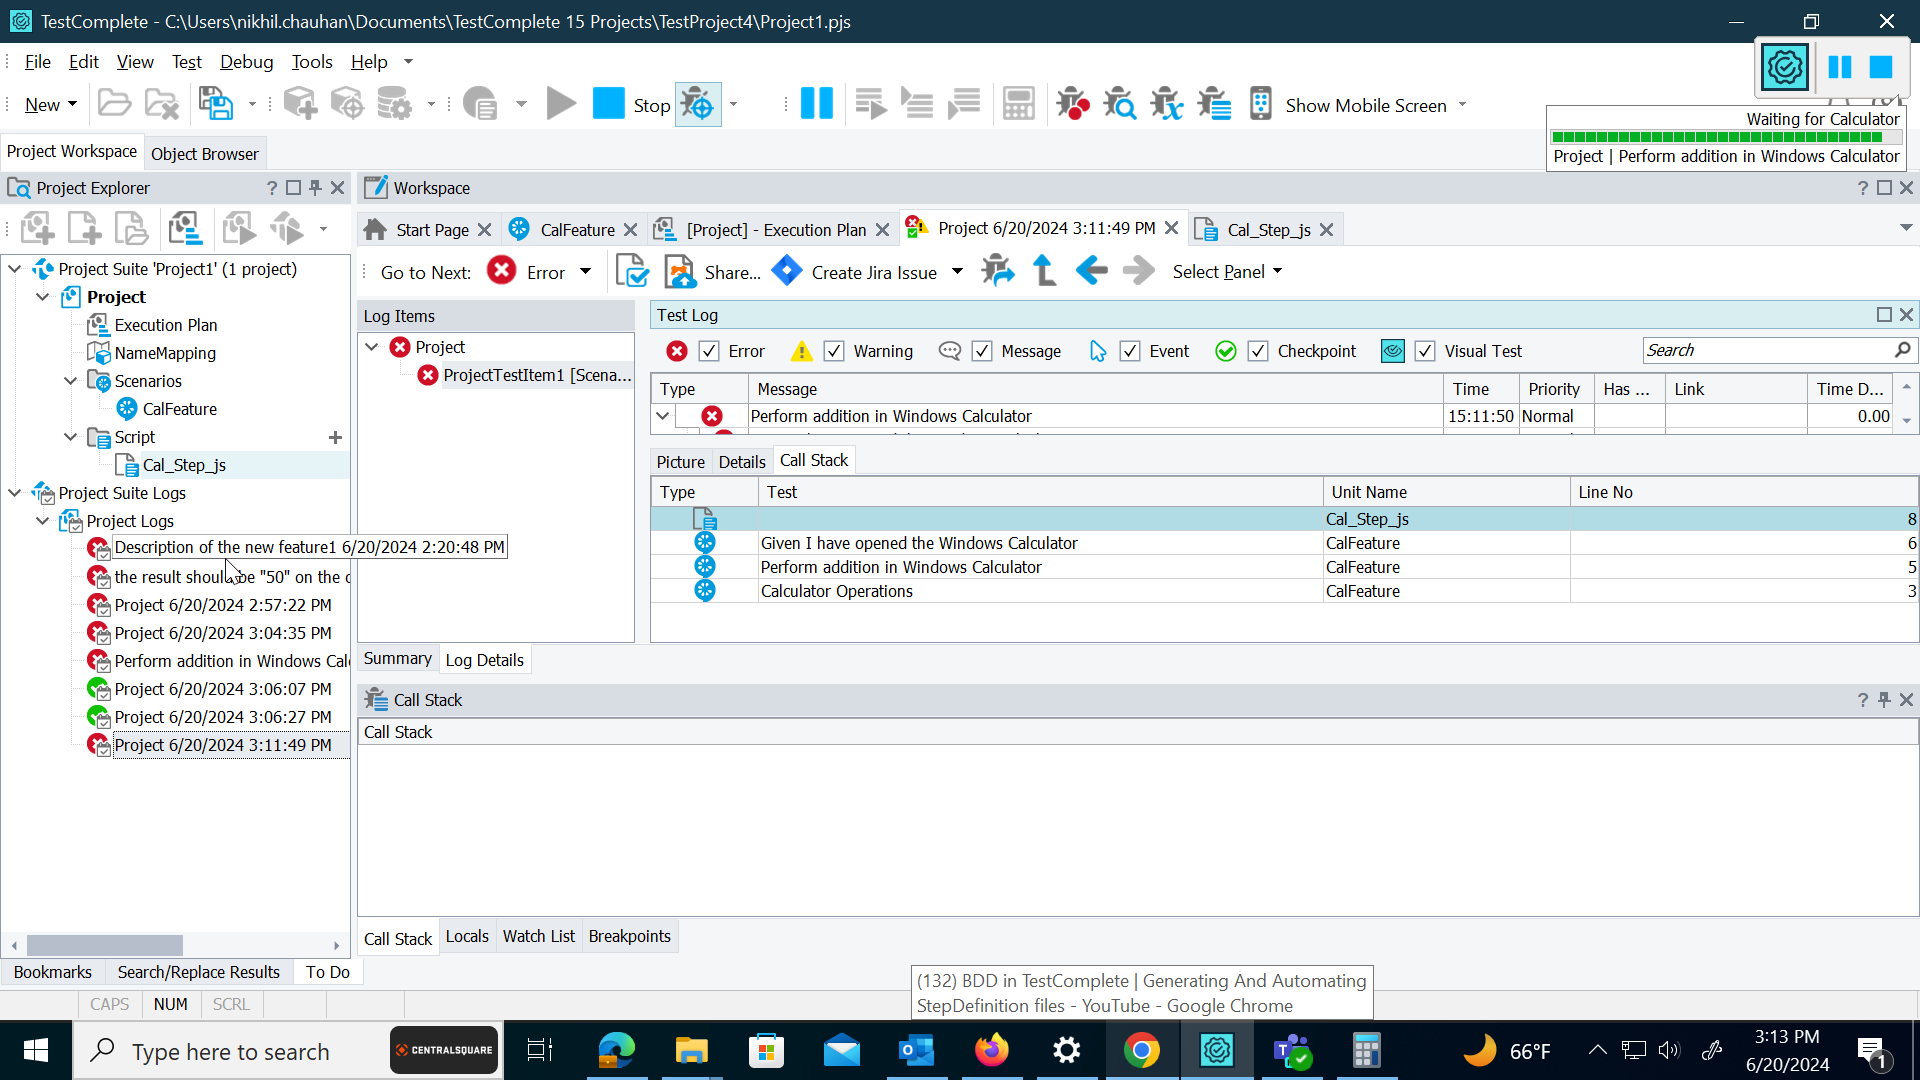 TestComplete - C:\Users\nikhil.chauhan\Documents\TestComplete 15 Projects\TestProject4\Project1.pjs
File Edit View Test Debug Tools Help
New Stop Show Mobile Screen
Waiting for Calculator
Project | Perform addition in Windows Calculator
Project Workspace Object Browser
Project Explorer
Workspace
Start Page CalFeature [Project] - Execution Plan Project 6/20/2024 3:11:49 PM Cal_Step_js
Go to Next: Error Share... Create Jira Issue Select Panel
Project Suite 'Project1' (1 project)
Project
Execution Plan
NameMapping
Scenarios
CalFeature
Script
Cal_Step_js
Project Suite Logs
Project Logs
Description of the new feature1 6/20/2024 2:20:48 PM
the result should be "50" on the c
Project 6/20/2024 2:57:22 PM
Project 6/20/2024 3:04:35 PM
Perform addition in Windows Cal
Project 6/20/2024 3:06:07 PM
Project 6/20/2024 3:06:27 PM
Project 6/20/2024 3:11:49 PM
Log Items
Project
ProjectTestItem1 [Scena...
Test Log
Error Warning Message Event Checkpoint Visual Test Search
Type Message Time Priority Has ... Link Time D...
Perform addition in Windows Calculator 15:11:50 Normal 0.00
Picture Details Call Stack
Type Test Unit Name Line No
Cal_Step_js 8
Given I have opened the Windows Calculator CalFeature 6
Perform addition in Windows Calculator CalFeature 5
Calculator Operations CalFeature 3
Summary Log Details
Call Stack
Call Stack
Call Stack Locals Watch List Breakpoints
Bookmarks Search/Replace Results To Do
CAPS NUM SCRL
(132) BDD in TestComplete | Generating And Automating
StepDefinition files - YouTube - Google Chrome
Type here to search
CENTRALSQUARE
66°F
3:13 PM
6/20/2024
1